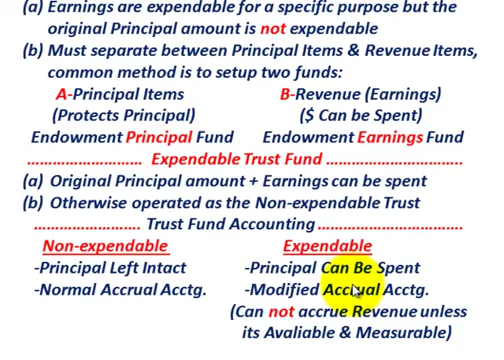 (a) Earnings are expendable for a specific purpose but the
original Principal amount is not expendable
(b) Must separate between Principal Items & Revenue Items,
common method is to setup two funds:
A-Principal Items B-Revenue (Earnings)
(Protects Principal) ($ Can be Spent)
Endowment Principal Fund Endowment Earnings Fund
............................ Expendable Trust Fund .................................
(a) Original Principal amount + Earnings can be spent
(b) Otherwise operated as the Non-expendable Trust
.......................... Trust Fund Accounting ...................................
Non-expendable Expendable
-Principal Left Intact -Principal Can Be Spent
-Normal Accrual Acctg. -Modified Accrual Acctg.
(Can not accrue Revenue unless
its Avaliable & Measurable)